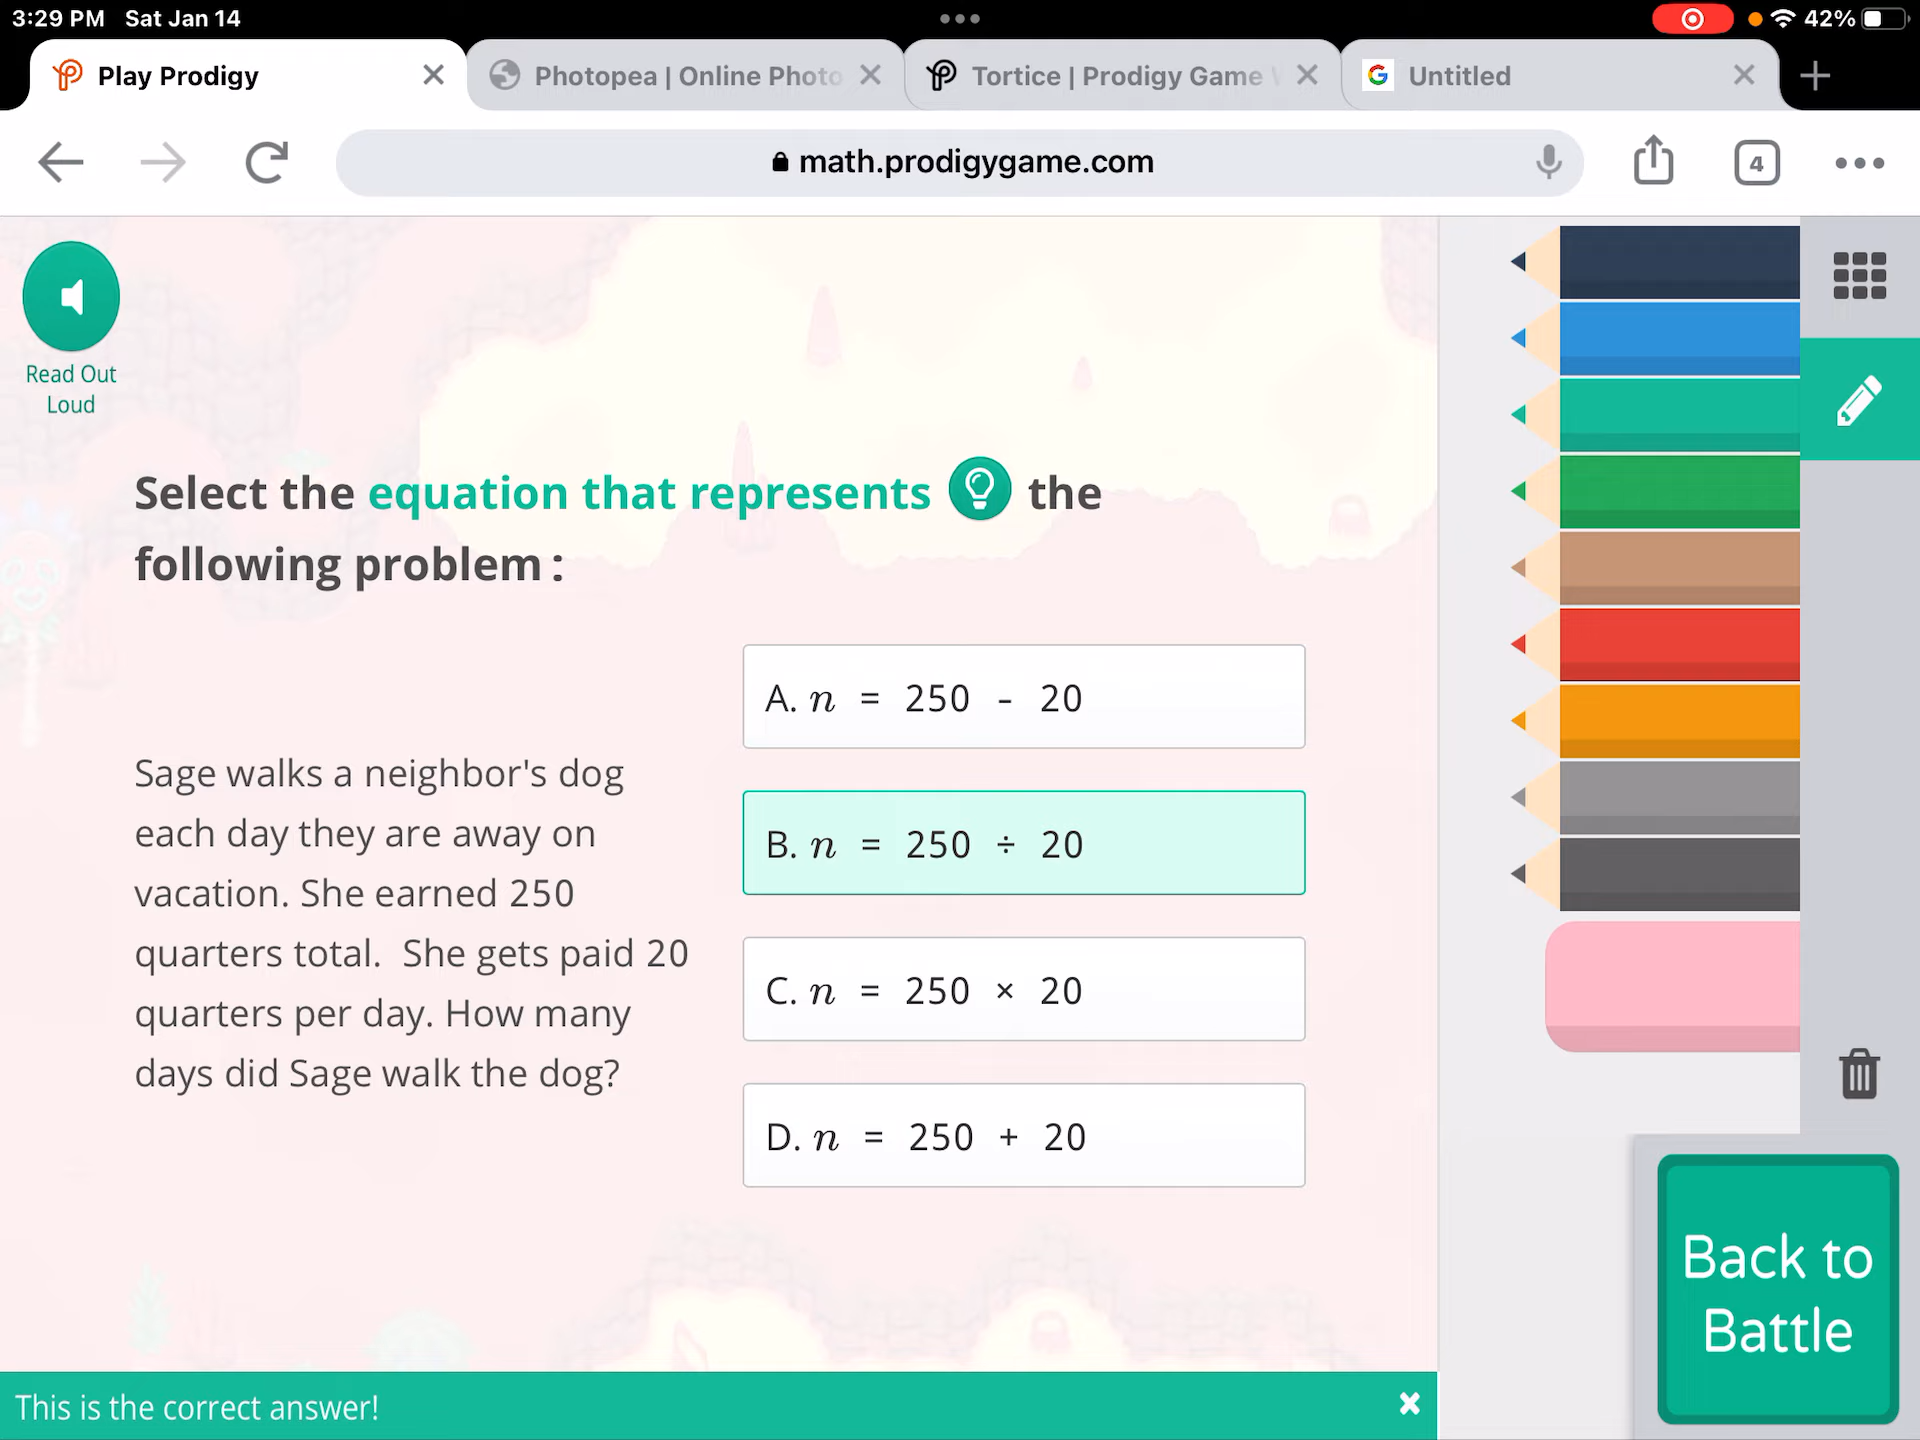 3:29 PM Sat Jan 14
42%
Play Prodigy
Photopea | Online Photo
Tortice | Prodigy Game
Untitled
math.prodigygame.com
4
Read Out
Loud
Select the equation that represents the
following problem :
Sage walks a neighbor's dog
each day they are away on
vacation. She earned 250
quarters total. She gets paid 20
quarters per day. How many
days did Sage walk the dog?
A. n = 250 - 20
B. n = 250 ÷ 20
C. n = 250 × 20
D. n = 250 + 20
Back to
Battle
This is the correct answer!